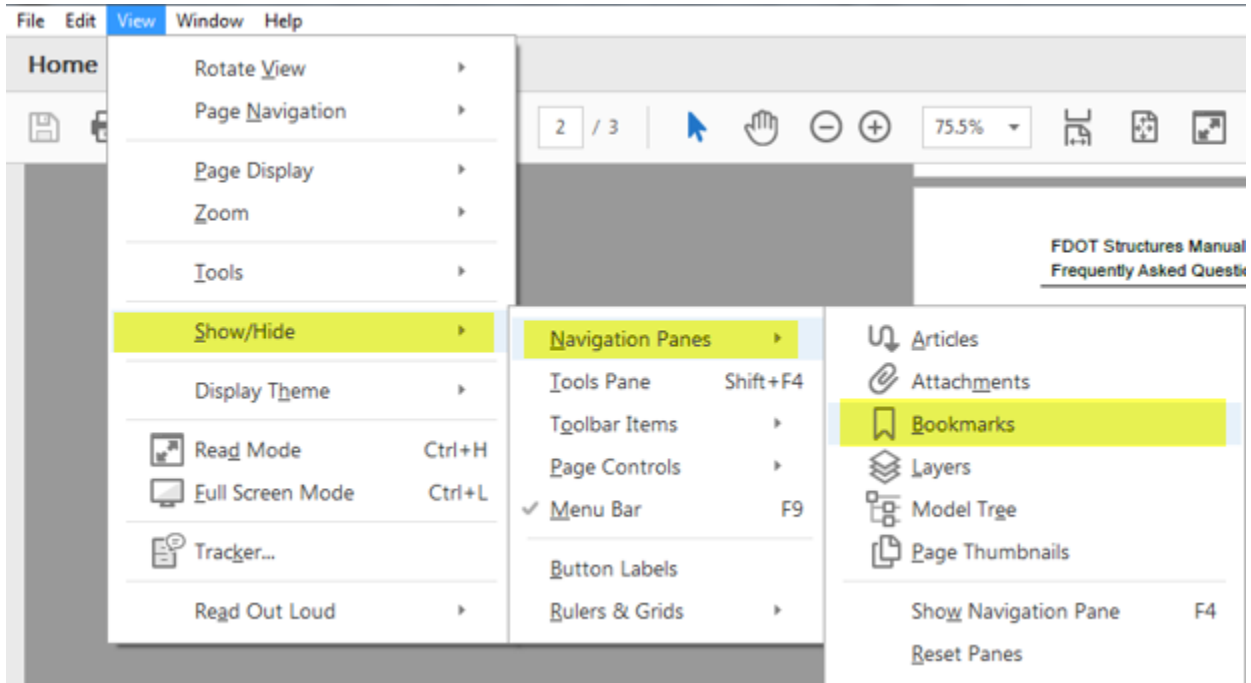 File Edit View Window Help
Home
Rotate View
Page Navigation
2 / 3
75.5%
Page Display
Zoom
FDOT Structures Manual
Frequently Asked
Tools
Show/Hide
Navigation Panes
Articles
Tools Pane Shift+F4
Attachments
Display Theme
Toolbar Items
Bookmarks
Read Mode Ctrl+H
Page Controls
Layers
Full Screen Mode Ctrl+L
Menu Bar F9
Model Tree
Tracker...
Page Thumbnails
Button Labels
Read Out Loud
Rulers & Grids
Show Navigation Pane F4
Reset Panes